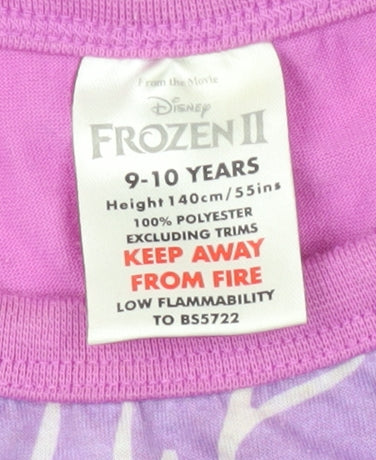 From the Movie
Disney
FROZEN II
9-10 YEARS
Height 140cm/55ins
100% POLYESTER
EXCLUDING TRIMS
KEEP AWAY
FROM FIRE
LOW FLAMMABILITY
TO BS5722